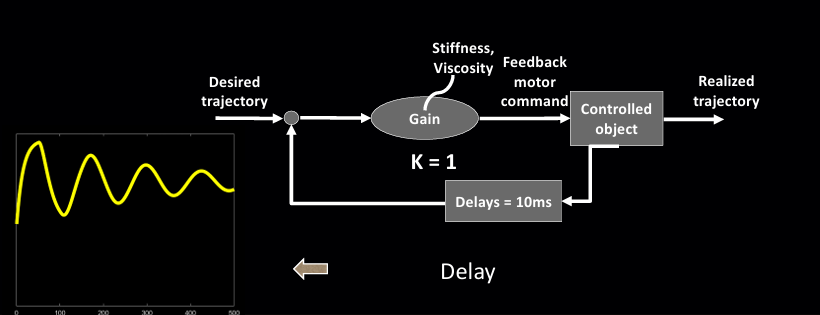 Stiffness,
Viscosity
Feedback
motor
command
Desired
trajectory
Realized
trajectory
Gain
Controlled
object
K = 1
Delays = 10ms
Delay
0
100
200
300
400
500